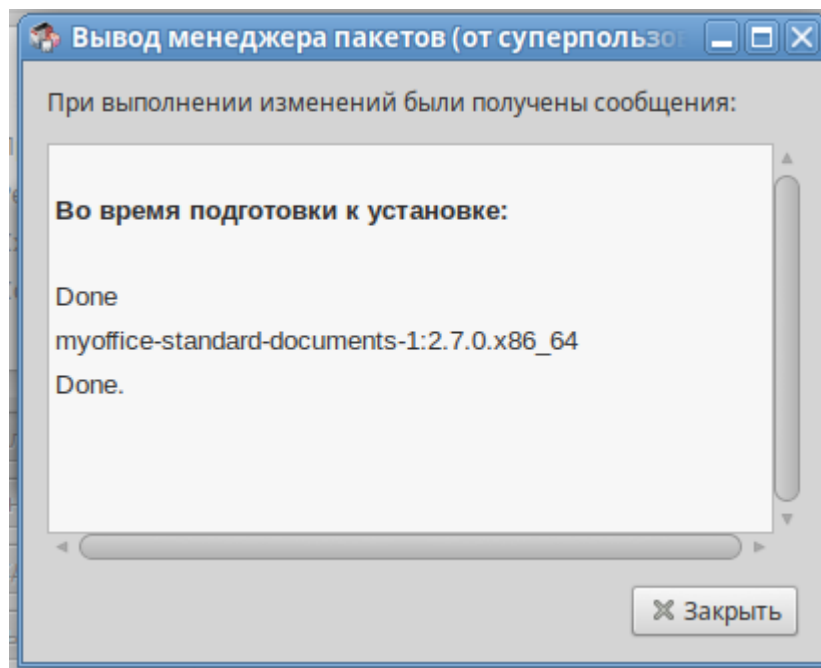 Вывод менеджера пакетов (от суперпользов
При выполнении изменений были получены сообщения:
Во время подготовки к установке:
Done
myoffice-standard-documents-1:2.7.0.x86_64
Done.
Закрыть